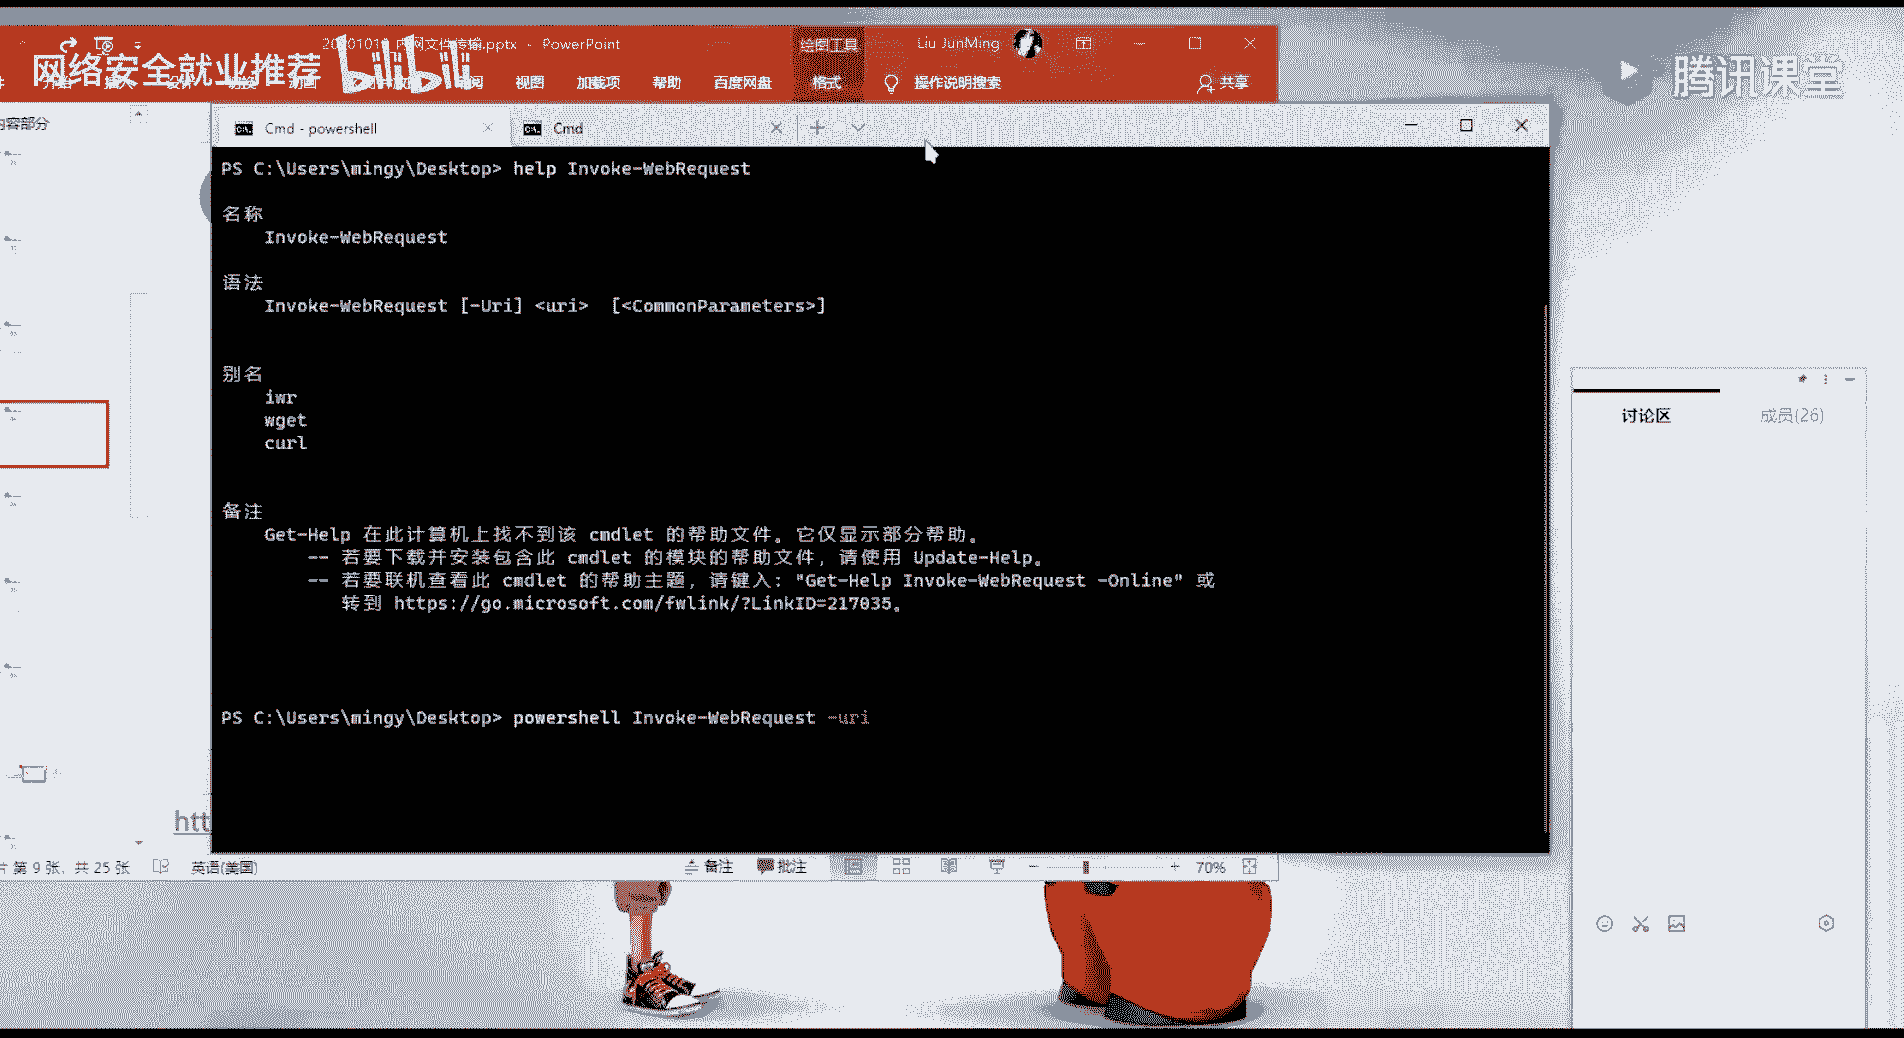 内网文件传输.pptx - PowerPoint
绘图工具
Liu JunMing
网络安全就业推荐
bilibili
腾讯课堂
视图
加载项
帮助
百度网盘
格式
操作说明搜索
共享
内容部分
Cmd - powershell
Cmd
PS C:\Users\mingy\Desktop> help Invoke-WebRequest
名称
Invoke-WebRequest
语法
Invoke-WebRequest [-Uri] <uri> [<CommonParameters>]
别名
iwr
wget
curl
备注
Get-Help 在此计算机上找不到该 cmdlet 的帮助文件。它仅显示部分帮助。
-- 若要下载并安装包含此 cmdlet 的模块的帮助文件，请使用 Update-Help。
-- 若要联机查看此 cmdlet 的帮助主题，请键入: "Get-Help Invoke-WebRequest -Online" 或
转到 https://go.microsoft.com/fwlink/?LinkID=217035。
PS C:\Users\mingy\Desktop> powershell Invoke-WebRequest -uri
讨论区
成员(26)
htt
第 9 张，共 25 张
英语(美国)
备注
批注
70%